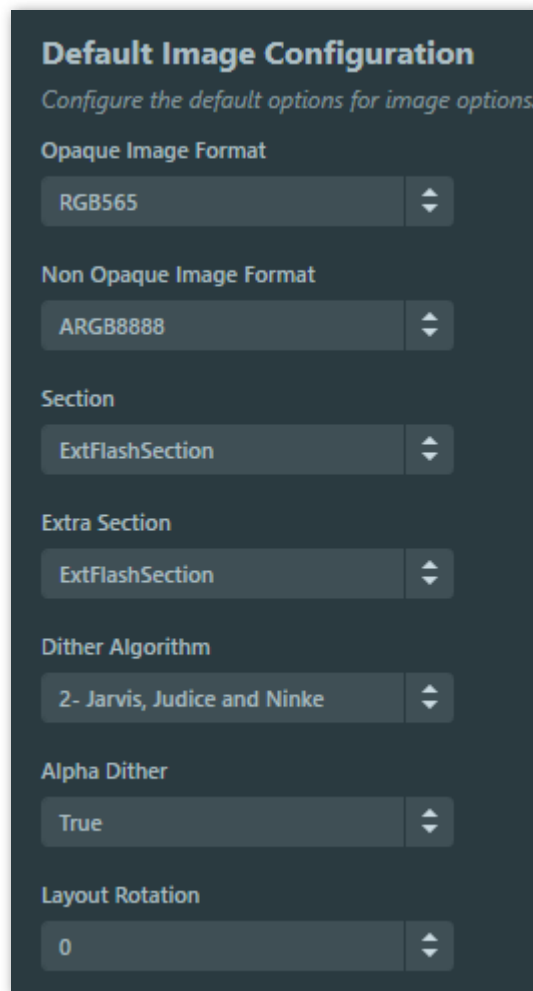 Default Image Configuration
Configure the default options for image options
Opaque Image Format
RGB565
Non Opaque Image Format
ARGB8888
Section
ExtFlashSection
Extra Section
ExtFlashSection
Dither Algorithm
2- Jarvis, Judice and Ninke
Alpha Dither
True
Layout Rotation
0